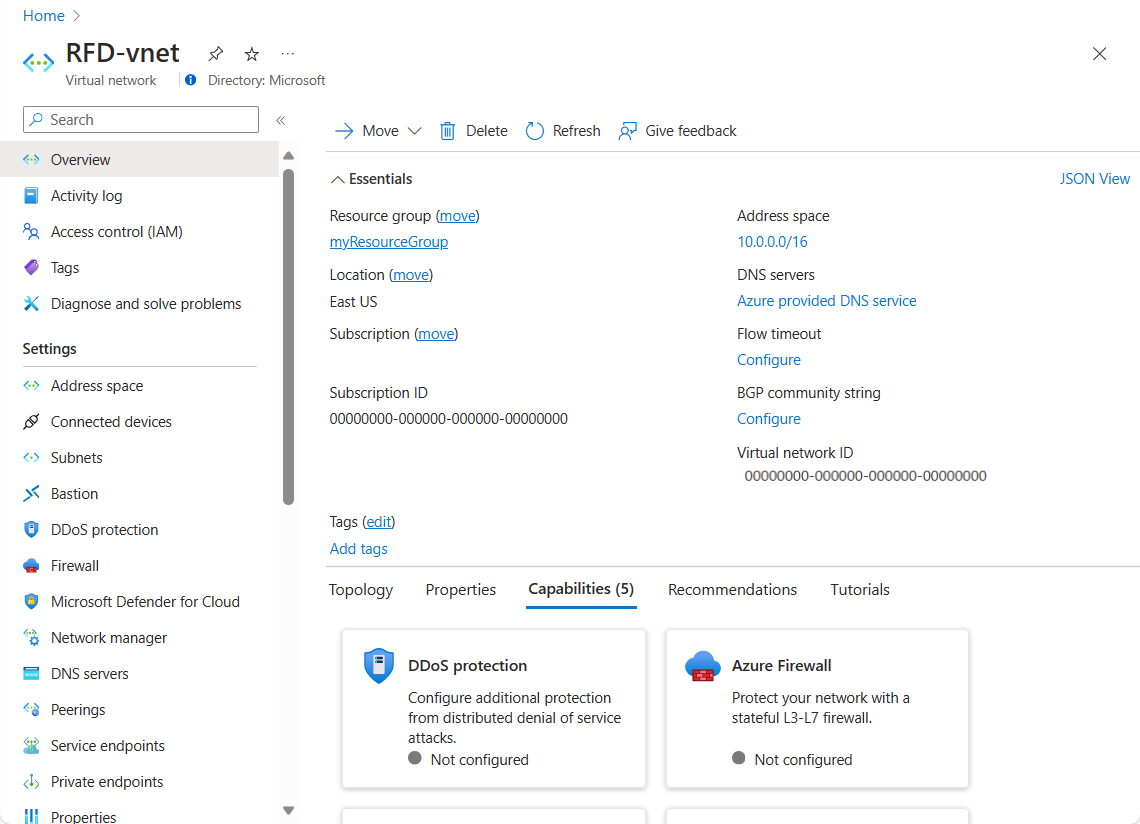 Home
RFD-vnet
Virtual network
Directory: Microsoft
Search
Overview
Activity log
Access control (IAM)
Tags
Diagnose and solve problems
Settings
Address space
Connected devices
Subnets
Bastion
DDoS protection
Firewall
Microsoft Defender for Cloud
Network manager
DNS servers
Peerings
Service endpoints
Private endpoints
Properties
Move
Delete
Refresh
Give feedback
Essentials
JSON View
Resource group (move)
myResourceGroup
Location (move)
East US
Subscription (move)
Subscription ID
00000000-000000-000000-00000000
Address space
10.0.0.0/16
DNS servers
Azure provided DNS service
Flow timeout
Configure
BGP community string
Configure
Virtual network ID
00000000-000000-000000-00000000
Tags (edit)
Add tags
Topology
Properties
Capabilities (5)
Recommendations
Tutorials
DDoS protection
Configure additional protection
from distributed denial of service
attacks.
Not configured
Azure Firewall
Protect your network with a
stateful L3-L7 firewall.
Not configured